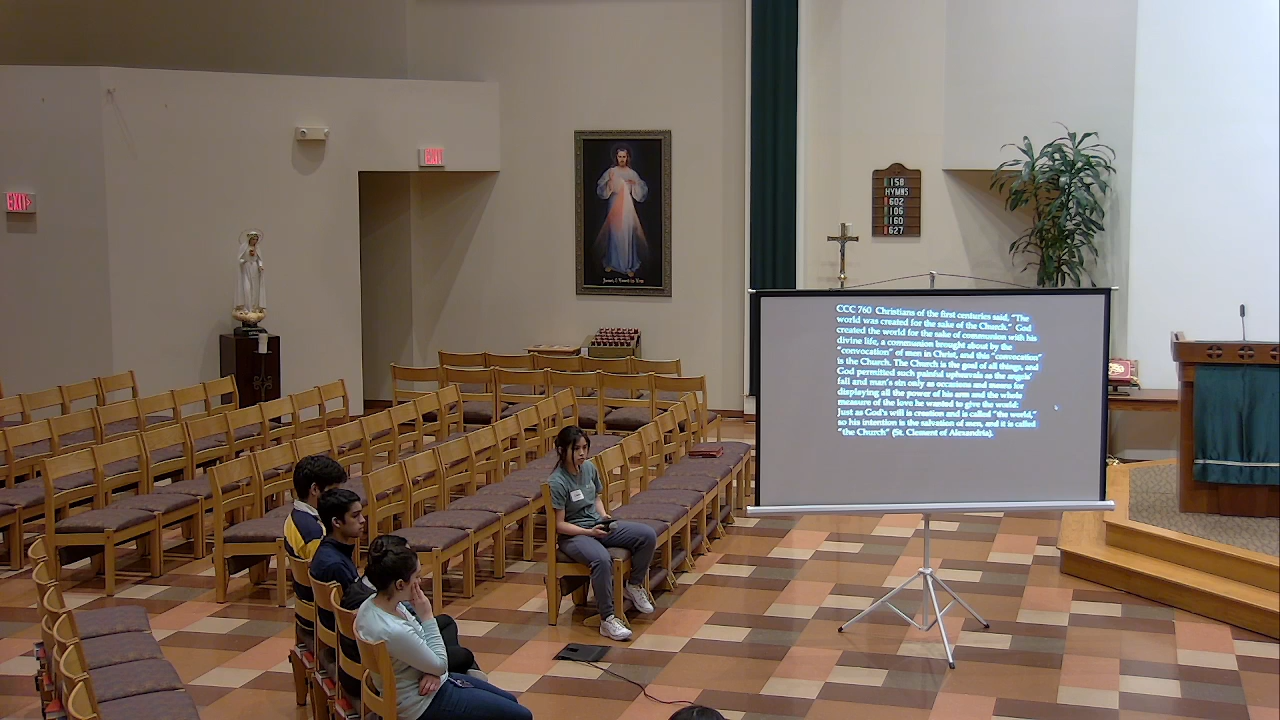 EXIT
EXIT
Jesus, I Trust in You
158
HYMNS
602
106
160
627
CCC 760 Christians of the first centuries said, "The
world was created for the sake of the Church." God
created the world for the sake of communion with his
divine life, a communion brought about by the
"convocation" of men in Christ, and this "convocation"
is the Church. The Church is the goal of all things, and
God permitted such painful upheavals as the angels'
fall and man's sin only as occasions and means for
displaying all the power of his arm and the whole
measure of the love he wanted to give the world:
Just as God's will is creation and is called "the world,"
so his intention is the salvation of men, and it is called
"the Church" (St. Clement of Alexandria).